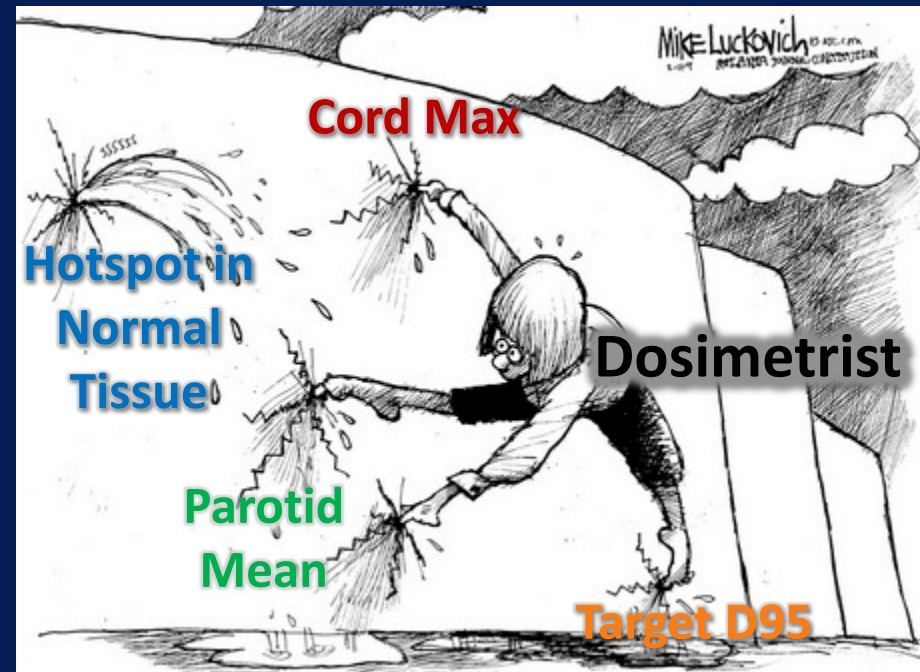 MIKE LUCKOVICH
Cord Max
ssssss
Hotspot in
Normal
Tissue
Dosimetrist
Parotid
Mean
Target D95